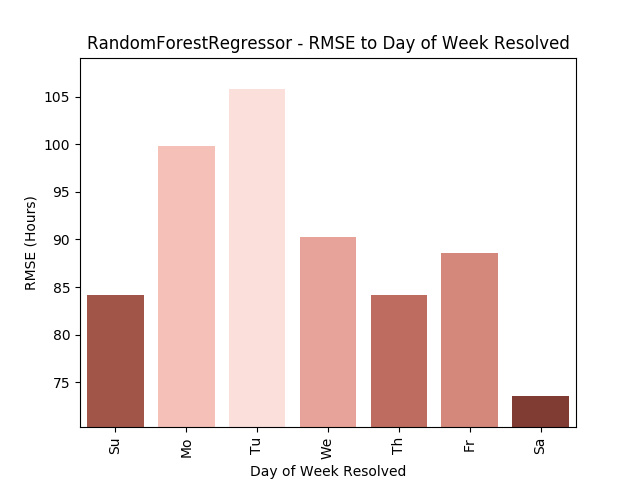 RandomForestRegressor - RMSE to Day of Week Resolved
105
100
95
90
85
80
75
RMSE (Hours)
Su
Mo
Tu
We
Th
Fr
Sa
Day of Week Resolved